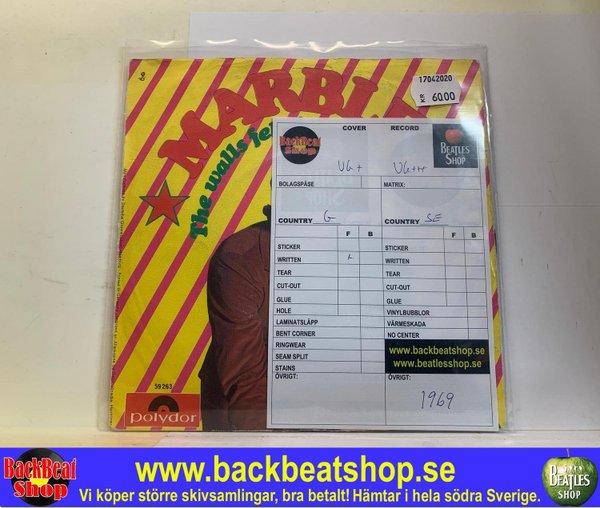 17042020
KR 60.00
MARBL
The walls fe
COVER RECORD
BackBeat Shop
BEATLES SHOP
VG+ VG++
BOLAGSPÅSE MATRIX:
COUNTRY G COUNTRY SE
F B F B
STICKER STICKER
WRITTEN WRITTEN
TEAR TEAR
CUT-OUT CUT-OUT
GLUE GLUE
HOLE VINYLBUBBLOR
LAMINATSLÄPP VÄRMESKADA
BENT CORNER NO CENTER
RINGWEAR
SEAM SPLIT
STAINS
www.backbeatshop.se
www.beatlesshop.se
ÖVRIGT: ÖVRIGT:
1969
59 263
Polydor
BackBeat Shop
www.backbeatshop.se
Vi köper större skivsamlingar, bra betalt! Hämtar i hela södra Sverige.
BEATLES SHOP